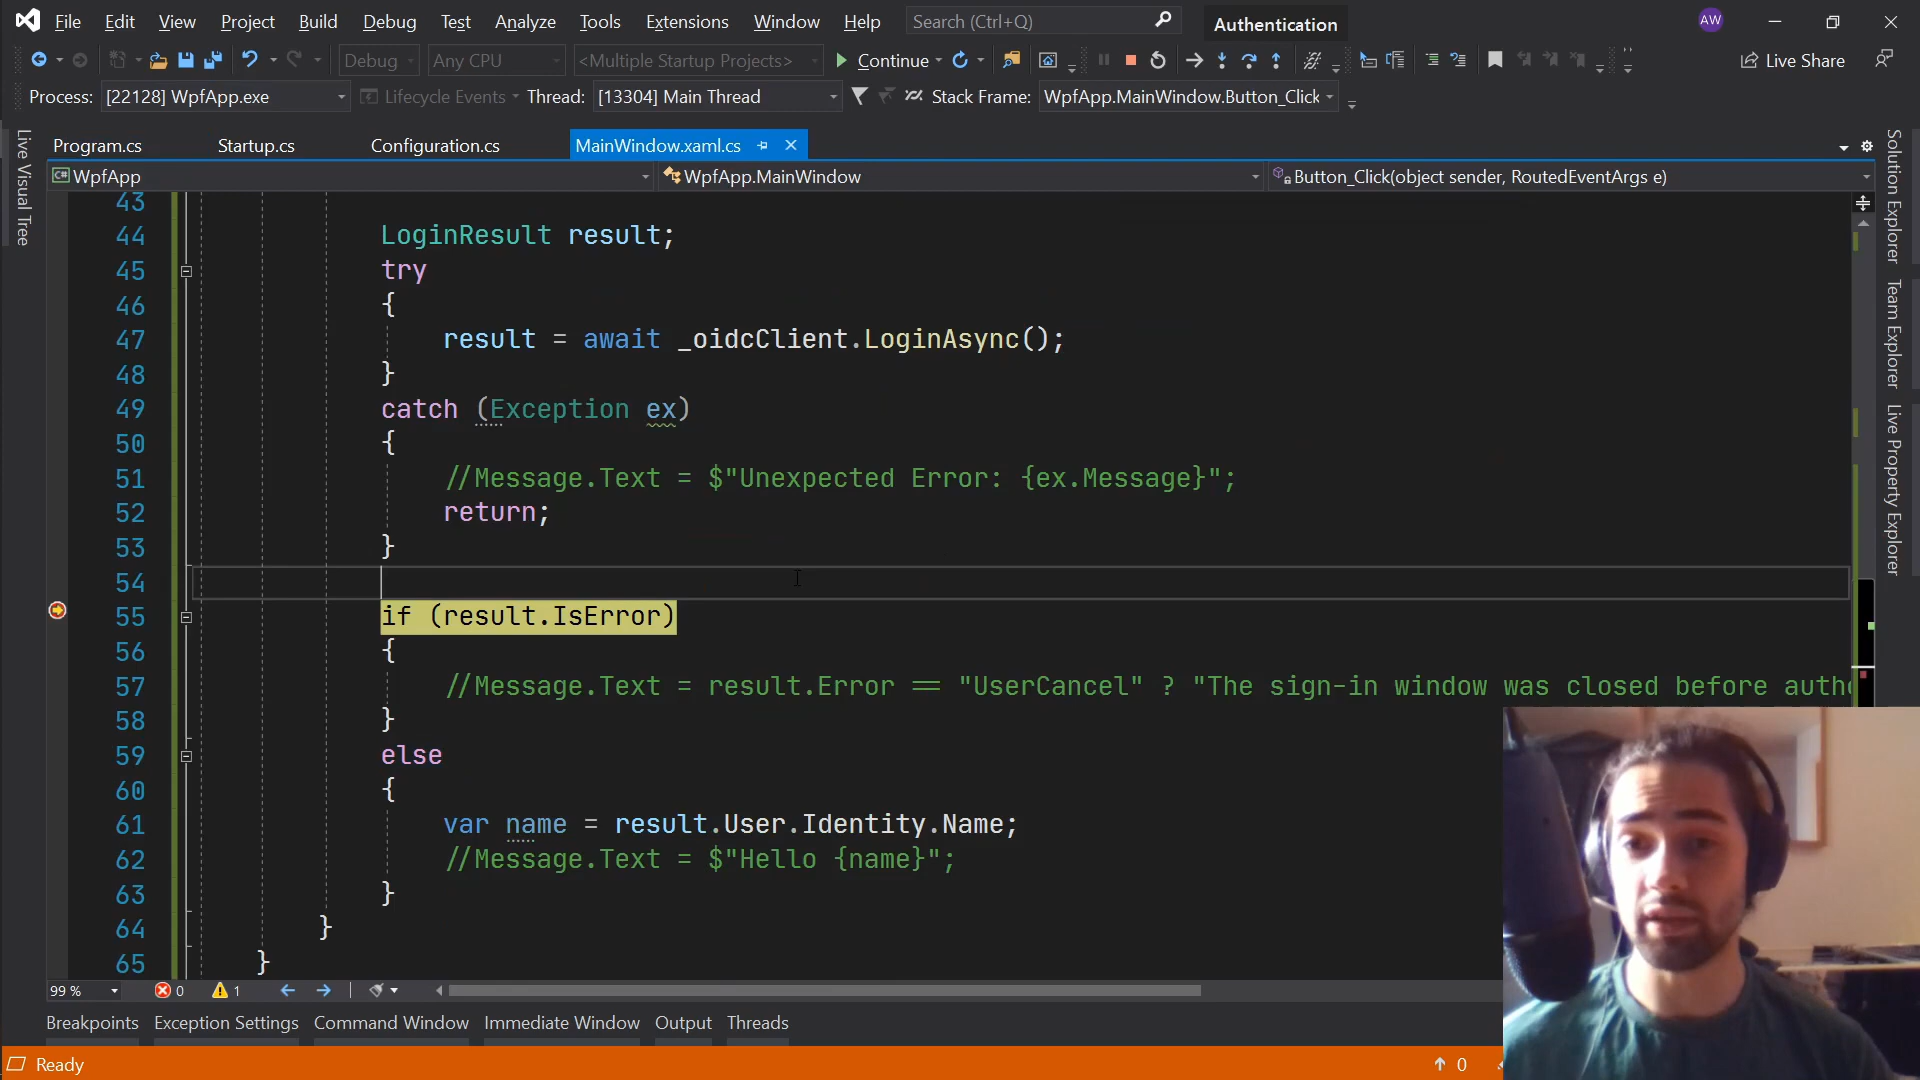 File Edit View Project Build Debug Test Analyze Tools Extensions Window Help Search (Ctrl+Q) Authentication AW
Debug Any CPU <Multiple Startup Projects> Continue Live Share
Process: [22128] WpfApp.exe Lifecycle Events Thread: [13304] Main Thread Stack Frame: WpfApp.MainWindow.Button_Click
Program.cs Startup.cs Configuration.cs MainWindow.xaml.cs
WpfApp WpfApp.MainWindow Button_Click(object sender, RoutedEventArgs e)
Live Visual Tree
Solution Explorer
Team Explorer
Live Property Explorer
43
44 LoginResult result;
45 try
46 {
47 result = await _oidcClient.LoginAsync();
48 }
49 catch (Exception ex)
50 {
51 //Message.Text = $"Unexpected Error: {ex.Message}";
52 return;
53 }
54
55 if (result.IsError)
56 {
57 //Message.Text = result.Error == "UserCancel" ? "The sign-in window was closed before
58 }
59 else
60 {
61 var name = result.User.Identity.Name;
62 //Message.Text = $"Hello {name}";
63 }
64 }
65 }
99 % 0 1
Breakpoints Exception Settings Command Window Immediate Window Output Threads
Ready 0